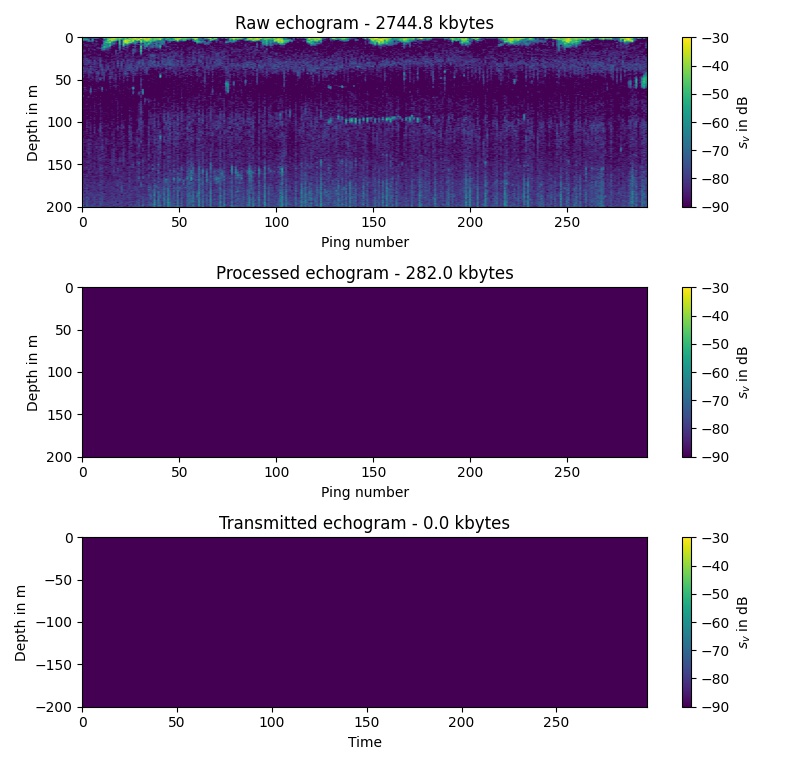 Raw echogram - 2744.8 kbytes
0
50
100
150
200
Depth in m
0 50 100 150 200 250
Ping number
−30
−40
−50
−60
−70
−80
−90
s_v in dB
Processed echogram - 282.0 kbytes
0
50
100
150
200
Depth in m
0 50 100 150 200 250
Ping number
−30
−40
−50
−60
−70
−80
−90
s_v in dB
Transmitted echogram - 0.0 kbytes
0
−50
−100
−150
−200
Depth in m
0 50 100 150 200 250
Time
−30
−40
−50
−60
−70
−80
−90
s_v in dB